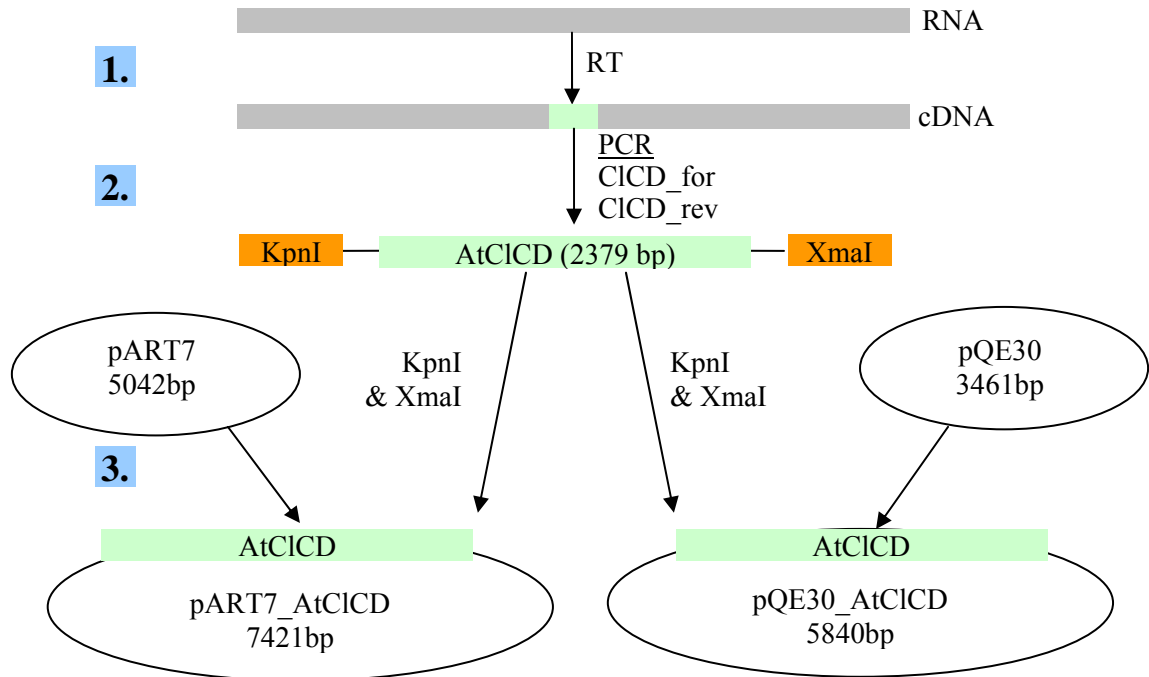 RNA
1.
RT
cDNA
PCR
ClCD_for
2.
ClCD_rev
KpnI
AtClCD (2379 bp)
XmaI
pART7
5042bp
KpnI
& XmaI
KpnI
& XmaI
pQE30
3461bp
3.
AtClCD
AtClCD
pART7_AtClCD
7421bp
pQE30_AtClCD
5840bp